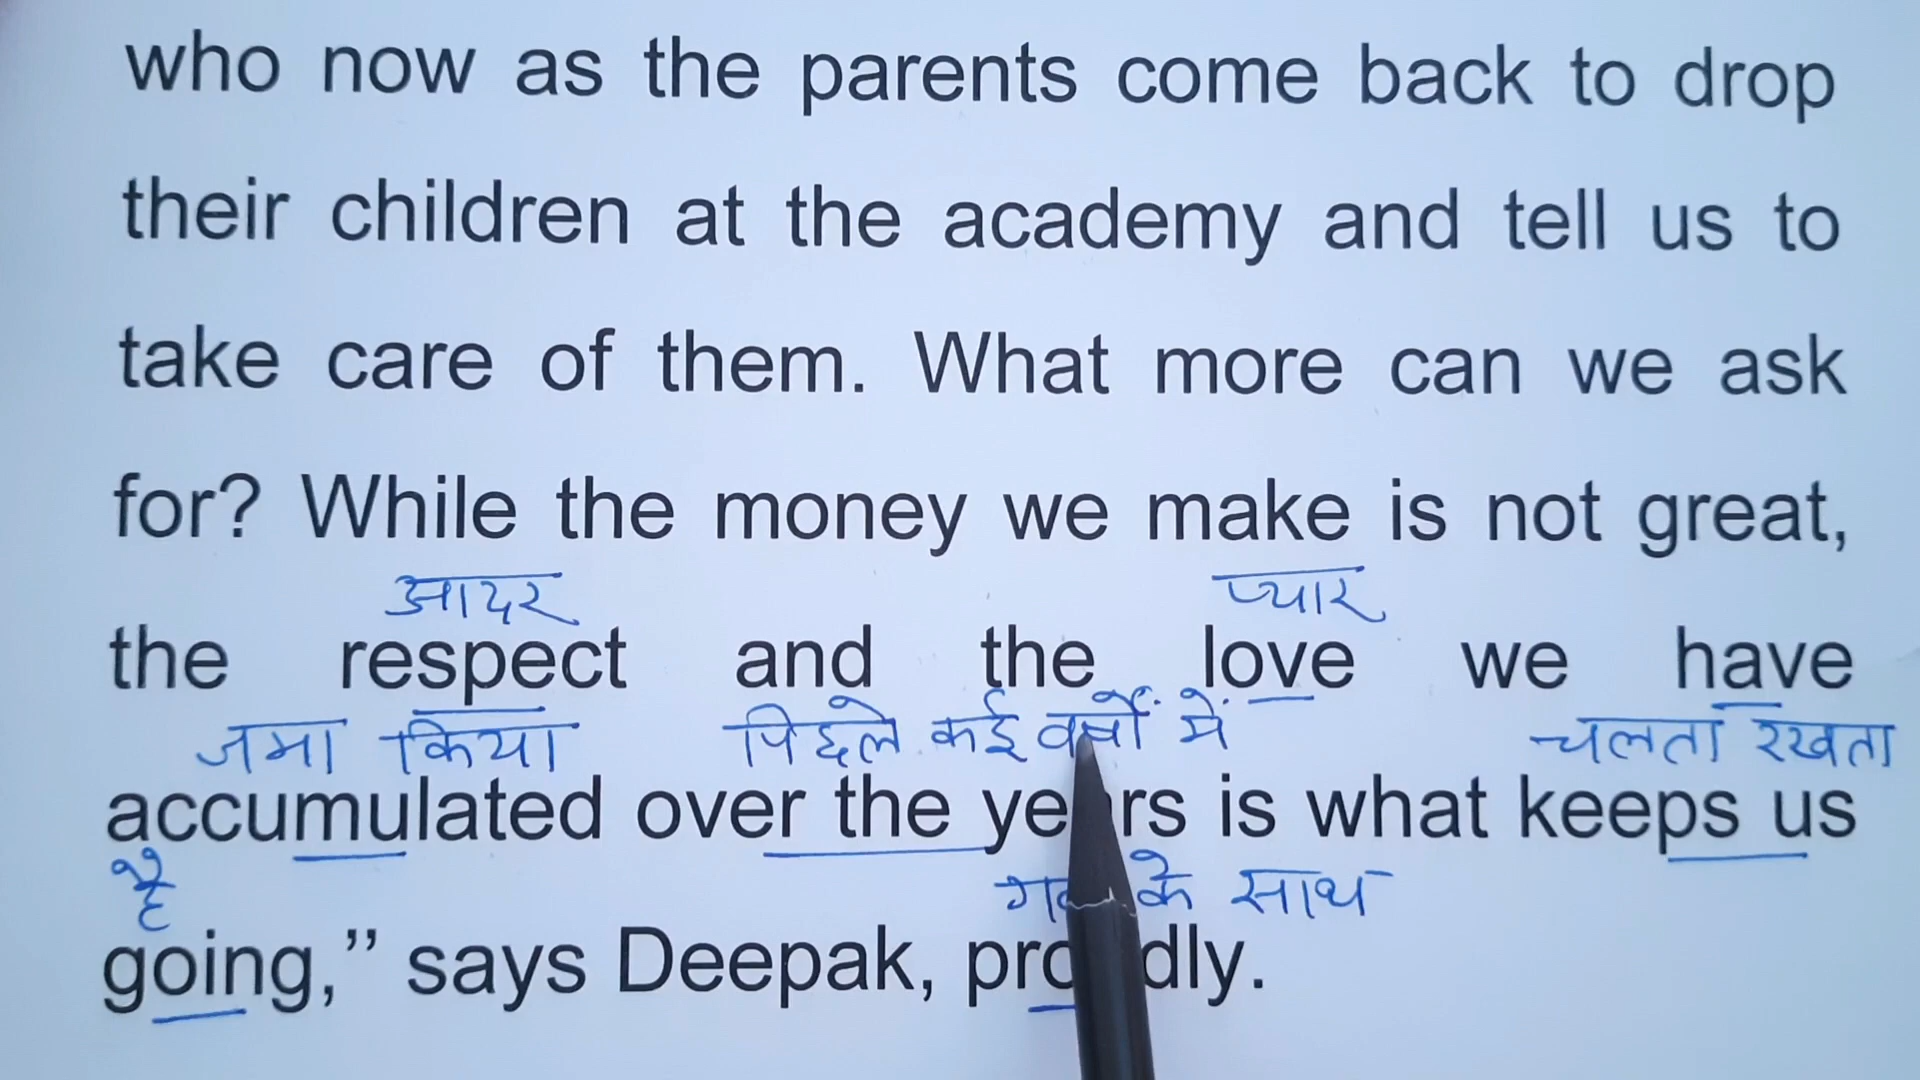 who now as the parents come back to drop
their children at the academy and tell us to
take care of them. What more can we ask
for? While the money we make is not great,
आदर प्यार
the respect and the love we have
जमा किया पिछले कई वर्षों में चलता रखता
accumulated over the years is what keeps us
है के साथ
going,” says Deepak, proudly.